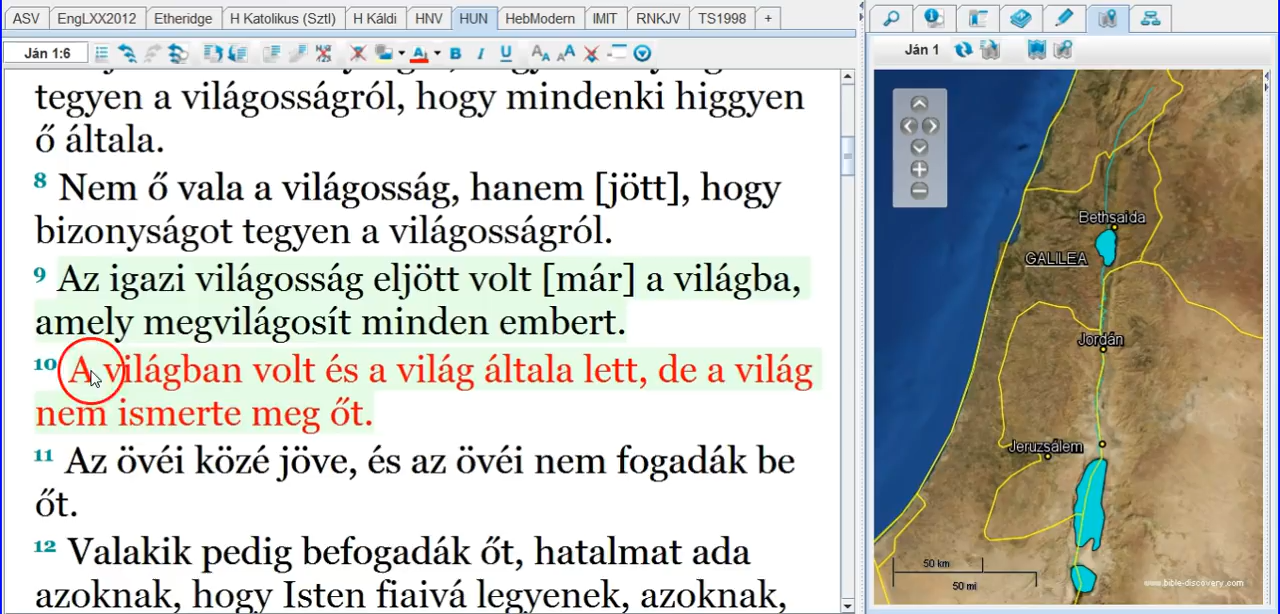 ASV EngLXX2012 Etheridge H Katolikus (Sztl) H Káldi HNV HUN HebModern IMIT RNKJV TS1998 +
Ján 1:6
tegyen a világosságról, hogy mindenki higgyen
ő általa.
8 Nem ő vala a világosság, hanem [jött], hogy
bizonyságot tegyen a világosságról.
9 Az igazi világosság eljött volt [már] a világba,
amely megvilágosít minden embert.
10 A világban volt és a világ általa lett, de a világ
nem ismerte meg őt.
11 Az övéi közé jöve, és az övéi nem fogadák be
őt.
12 Valakik pedig befogadák őt, hatalmat ada
azoknak, hogy Isten fiaivá legyenek, azoknak,
Ján 1
Bethsaida
GALILEA
Jordán
Jeruzsálem
50 km
50 mi
www.bible-discovery.com